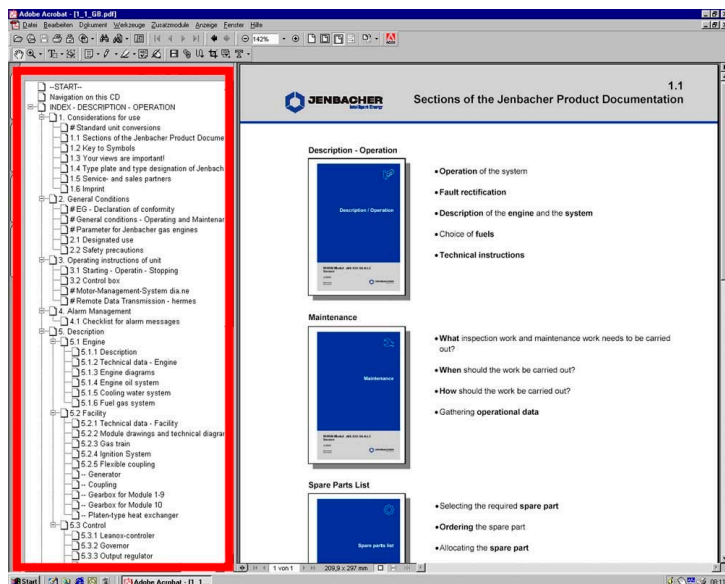 Adobe Acrobat - [1_1_GB.pdf]
Datei Bearbeiten Dokument Werkzeuge Zusatzmodule Anzeige Fenster Hilfe
142%
--START--
Navigation on this CD
INDEX - DESCRIPTION - OPERATION
1. Considerations for use
# Standard unit conversions
1.1 Sections of the Jenbacher Product Docume
1.2 Key to Symbols
1.3 Your views are important!
1.4 Type plate and type designation of Jenbach
1.5 Service- and sales partners
1.6 Imprint
2. General Conditions
# EG - Declaration of conformity
# General conditions - Operating and Maintenar
# Parameter for Jenbacher gas engines
2.1 Designated use
2.2 Safety precautions
3. Operating instructions of unit
3.1 Starting - Operatin - Stopping
3.2 Control box
# Motor-Management-System dia.ne
# Remote Data Transmission - hermes
4. Alarm Management
4.1 Checklist for alarm messages
5. Description
5.1 Engine
5.1.1 Description
5.1.2 Technical data - Engine
5.1.3 Engine diagrams
5.1.4 Engine oil system
5.1.5 Cooling water system
5.1.6 Fuel gas system
5.2 Facility
5.2.1 Technical data - Facility
5.2.2 Module drawings and technical diagrar
5.2.3 Gas train
5.2.4 Ignition System
5.2.5 Flexible coupling
-- Generator
-- Coupling
-- Gearbox for Module 1-9
-- Gearbox for Module 10
-- Platen-type heat exchanger
5.3 Control
5.3.1 Leanox-controler
5.3.2 Governor
5.3.3 Output regulator
JENBACHER
1.1
Sections of the Jenbacher Product Documentation
Description - Operation
Description / Operation
• Operation of the system
• Fault rectification
• Description of the engine and the system
• Choice of fuels
• Technical instructions
Maintenance
Maintenance
• What inspection work and maintenance work needs to be carried
out?
• When should the work be carried out?
• How should the work be carried out?
• Gathering operational data
Spare Parts List
Spare parts list
• Selecting the required spare part
• Ordering the spare part
• Allocating the spare part
1 von 1
209,9 x 297 mm
Start
Adobe Acrobat - [1_1...